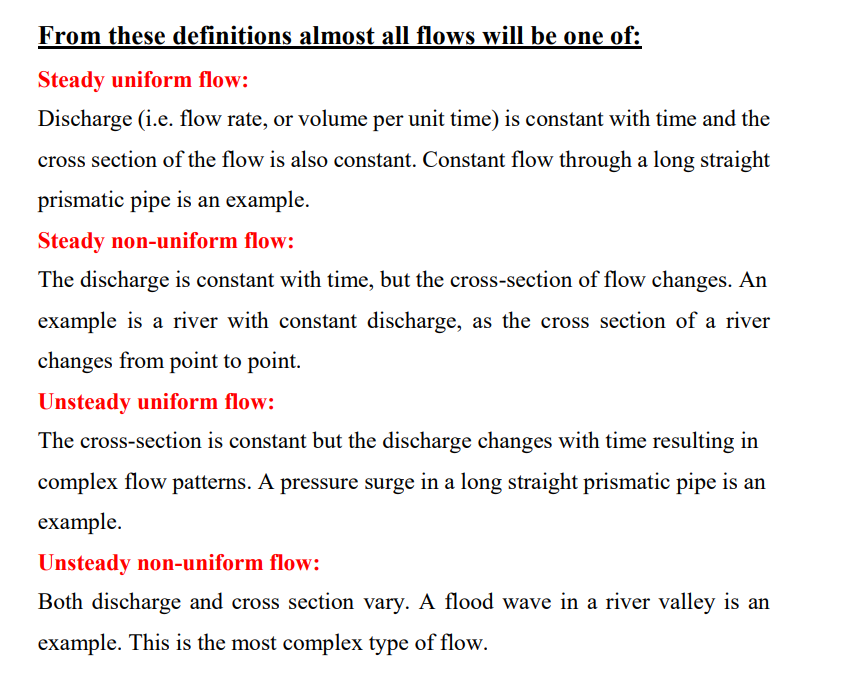 From these definitions almost all flows will be one of:
Steady uniform flow:
Discharge (i.e. flow rate, or volume per unit time) is constant with time and the
cross section of the flow is also constant. Constant flow through a long straight
prismatic pipe is an example.
Steady non-uniform flow:
The discharge is constant with time, but the cross-section of flow changes. An
example is a river with constant discharge, as the cross section of a river
changes from point to point.
Unsteady uniform flow:
The cross-section is constant but the discharge changes with time resulting in
complex flow patterns. A pressure surge in a long straight prismatic pipe is an
example.
Unsteady non-uniform flow:
Both discharge and cross section vary. A flood wave in a river valley is an
example. This is the most complex type of flow.